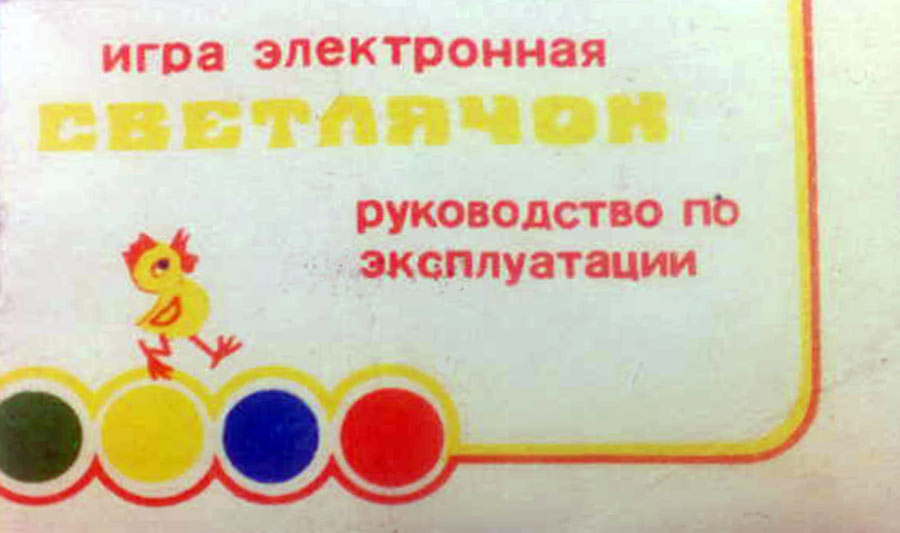 игра электронная
СВЕТЛЯЧОК
руководство по
эксплуатации